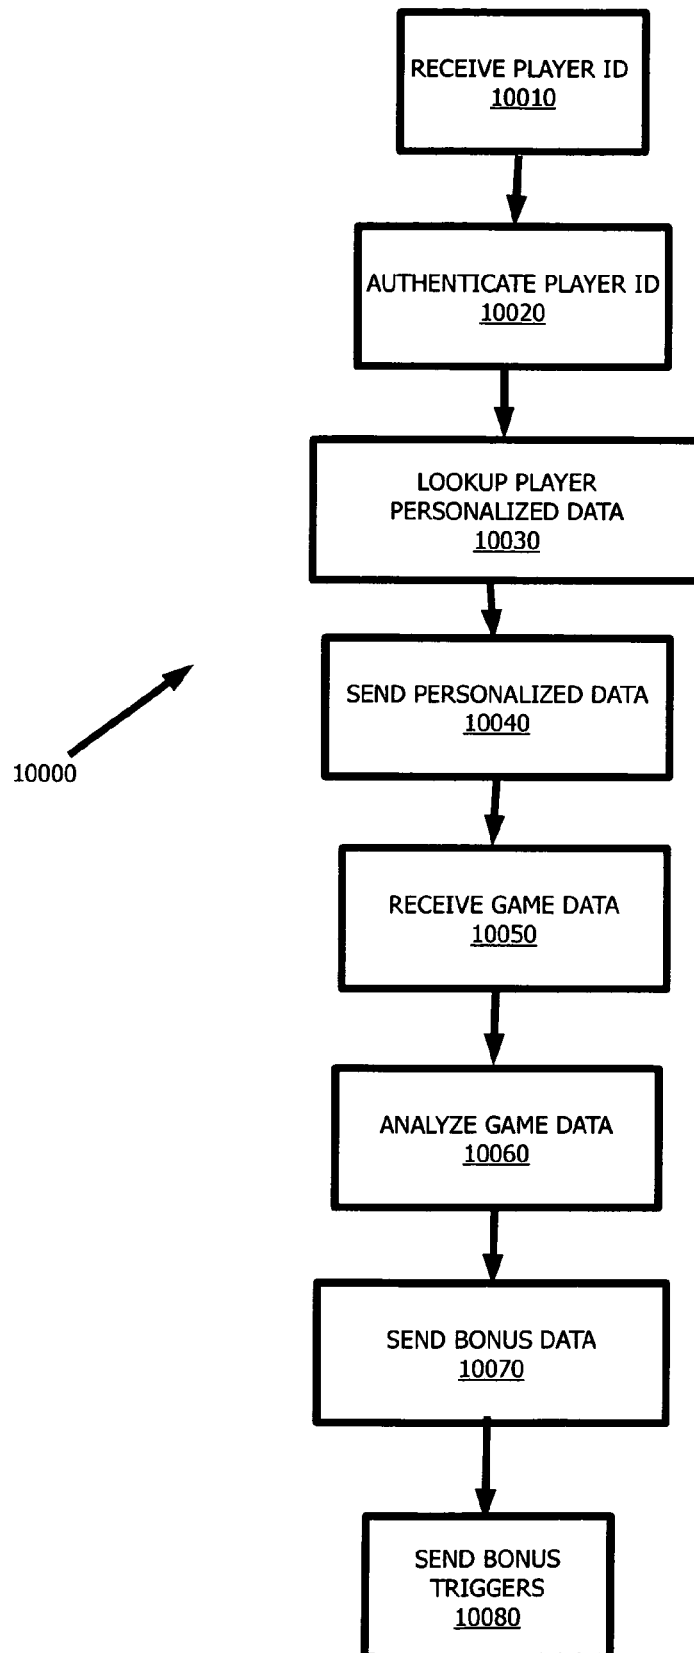 RECEIVE PLAYER ID
10010
AUTHENTICATE PLAYER ID
10020
LOOKUP PLAYER
PERSONALIZED DATA
10030
SEND PERSONALIZED DATA
10040
10000
RECEIVE GAME DATA
10050
ANALYZE GAME DATA
10060
SEND BONUS DATA
10070
SEND BONUS
TRIGGERS
10080